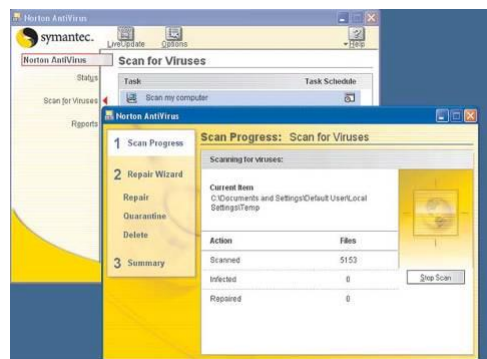 Norton AntiVirus
symantec.
LiveUpdate Options Help
Norton AntiVirus
Scan for Viruses
Status
Task Task Schedule
Scan for Viruses
Scan my computer
Reports
Norton AntiVirus
1 Scan Progress
2 Repair Wizard
Repair
Quarantine
Delete
3 Summary
Scan Progress: Scan for Viruses
Scanning for viruses:
Current Item
C:\Documents and Settings\Default User\Local
Settings\Temp
Action Files
Scanned 5153
Infected 0
Repaired 0
Stop Scan